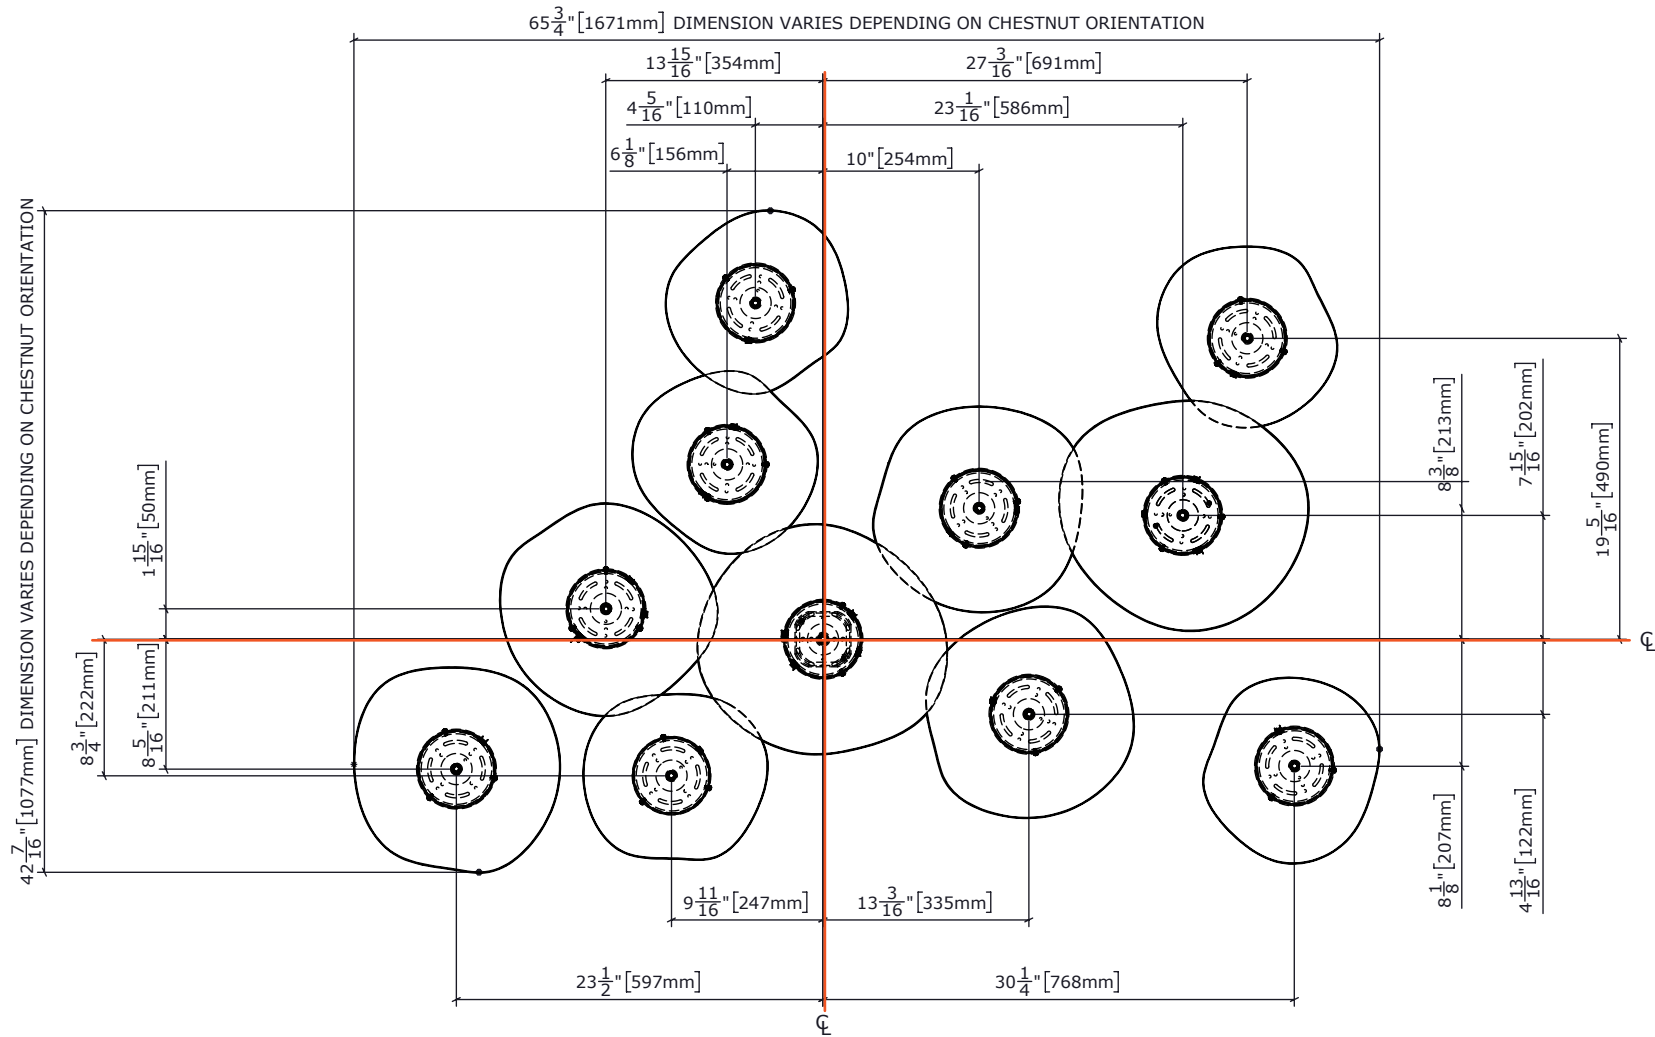 65 3/4" [1671mm] DIMENSION VARIES DEPENDING ON CHESTNUT ORIENTATION
13 15/16" [354mm]
27 3/16" [691mm]
4 5/16" [110mm]
23 1/16" [586mm]
6 1/8" [156mm]
10" [254mm]
42 7/16" [1077mm] DIMENSION VARIES DEPENDING ON CHESTNUT ORIENTATION
1 15/16" [50mm]
8 3/8" [213mm]
7 15/16" [202mm]
19 5/16" [490mm]
℄
8 3/4" [222mm]
8 5/16" [211mm]
8 1/8" [207mm]
4 13/16" [122mm]
9 11/16" [247mm]
13 3/16" [335mm]
23 1/2" [597mm]
30 1/4" [768mm]
℄